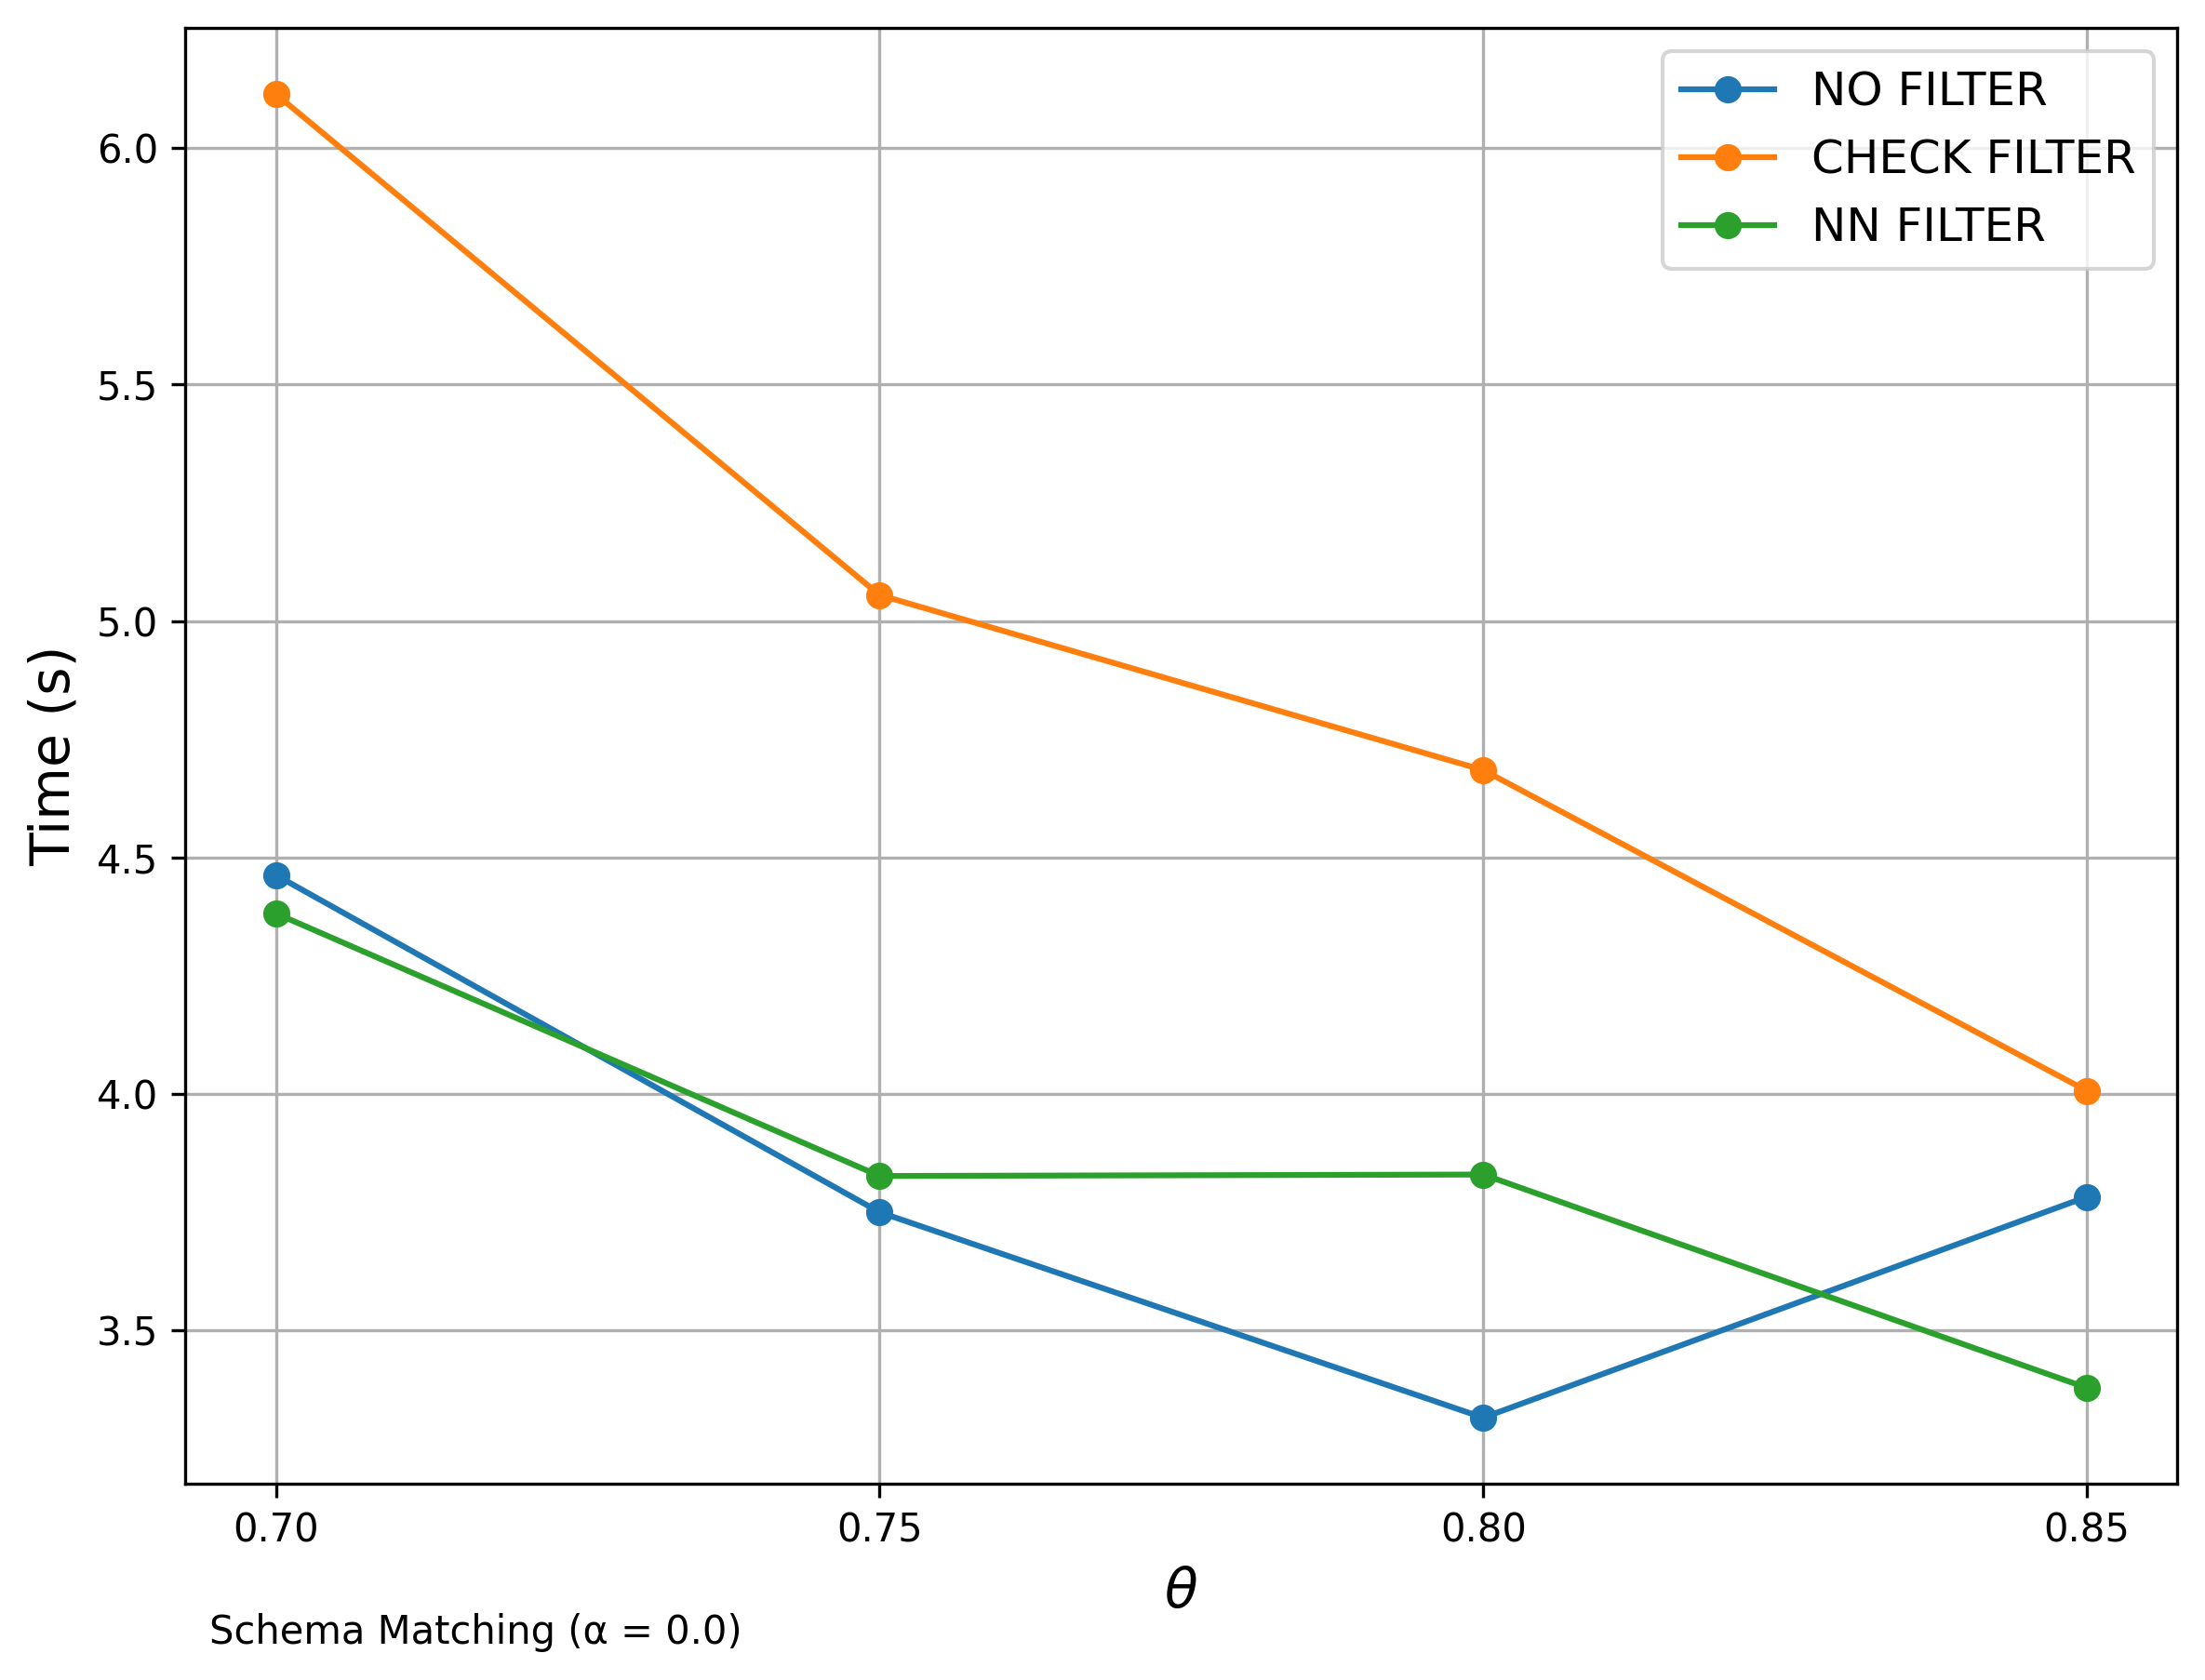 NO FILTER
CHECK FILTER
NN FILTER
Time (s)
6.0
5.5
5.0
4.5
4.0
3.5
0.70 0.75 0.80 0.85
θ
Schema Matching (α = 0.0)